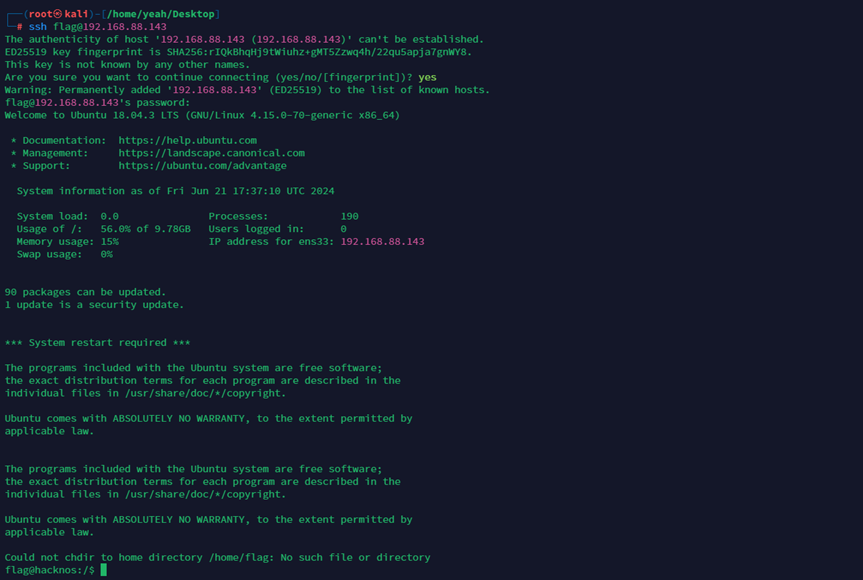 ┌──(root㉿kali)-[/home/yeah/Desktop]
└─# ssh flag@192.168.88.143
The authenticity of host '192.168.88.143 (192.168.88.143)' can't be established.
ED25519 key fingerprint is SHA256:rIQkBhqHj9tWiuhz+gMT5Zzwq4h/22qu5apja7gnWY8.
This key is not known by any other names.
Are you sure you want to continue connecting (yes/no/[fingerprint])? yes
Warning: Permanently added '192.168.88.143' (ED25519) to the list of known hosts.
flag@192.168.88.143's password:
Welcome to Ubuntu 18.04.3 LTS (GNU/Linux 4.15.0-70-generic x86_64)

 * Documentation:  https://help.ubuntu.com
 * Management:     https://landscape.canonical.com
 * Support:        https://ubuntu.com/advantage

  System information as of Fri Jun 21 17:37:10 UTC 2024

  System load:  0.0               Processes:            190
  Usage of /:   56.0% of 9.78GB   Users logged in:      0
  Memory usage: 15%               IP address for ens33: 192.168.88.143
  Swap usage:   0%


90 packages can be updated.
1 update is a security update.


*** System restart required ***

The programs included with the Ubuntu system are free software;
the exact distribution terms for each program are described in the
individual files in /usr/share/doc/*/copyright.

Ubuntu comes with ABSOLUTELY NO WARRANTY, to the extent permitted by
applicable law.


The programs included with the Ubuntu system are free software;
the exact distribution terms for each program are described in the
individual files in /usr/share/doc/*/copyright.

Ubuntu comes with ABSOLUTELY NO WARRANTY, to the extent permitted by
applicable law.

Could not chdir to home directory /home/flag: No such file or directory
flag@hacknos:/$